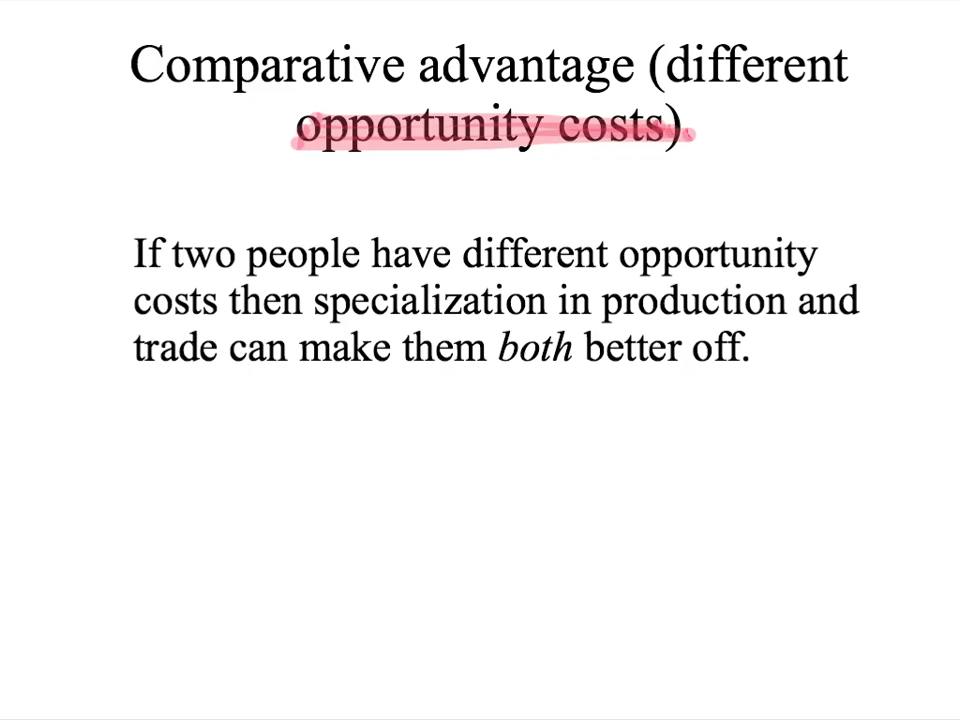 Comparative advantage (different
opportunity costs)
If two people have different opportunity
costs then specialization in production and
trade can make them both better off.